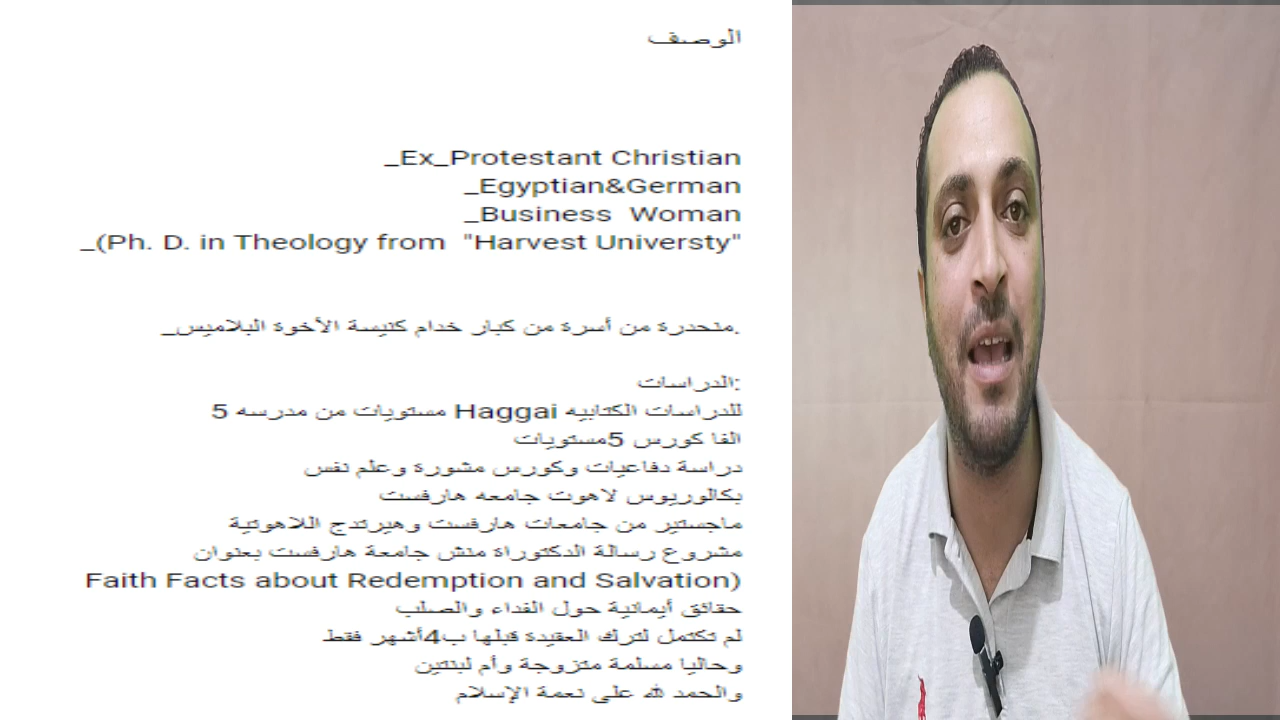 الوصف
_Ex_Protestant Christian
_Egyptian&German
_Business Woman
_(Ph. D. in Theology from "Harvest Universty"
_منحدرة من أسرة من كبار خدام كنيسة الأخوة البلاميس.
الدراسات:
5 مستويات من مدرسه Haggai للدراسات الكتابيه
الفا كورس 5مستويات
دراسة دفاعيات وكورس مشورة وعلم نفس
بكالوريوس لاهوت جامعه هارفست
ماجستير من جامعات هارفست وهيرتدج اللاهوتية
مشروع رسالة الدكتوراة منش جامعة هارفست بعنوان
Faith Facts about Redemption and Salvation)
حقائق أيمانية حول الفداء والصلب
لم تكتمل لترك العقيدة قبلها ب4أشهر فقط
وحاليا مسلمة متزوجة وأم لبنتين
والحمد لله على نعمة الإسلام